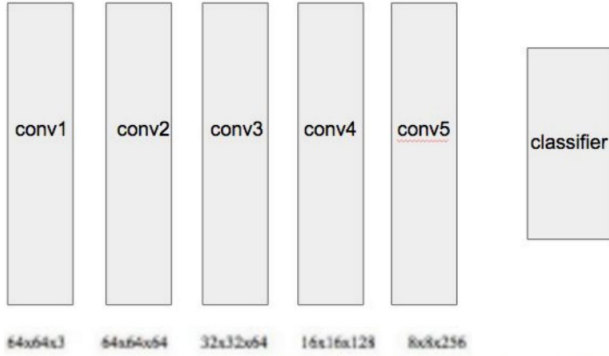 conv1
conv2
conv3
conv4
conv5
classifier
64x64x3
64x64x64
32x32x64
16x16x128
8x8x256